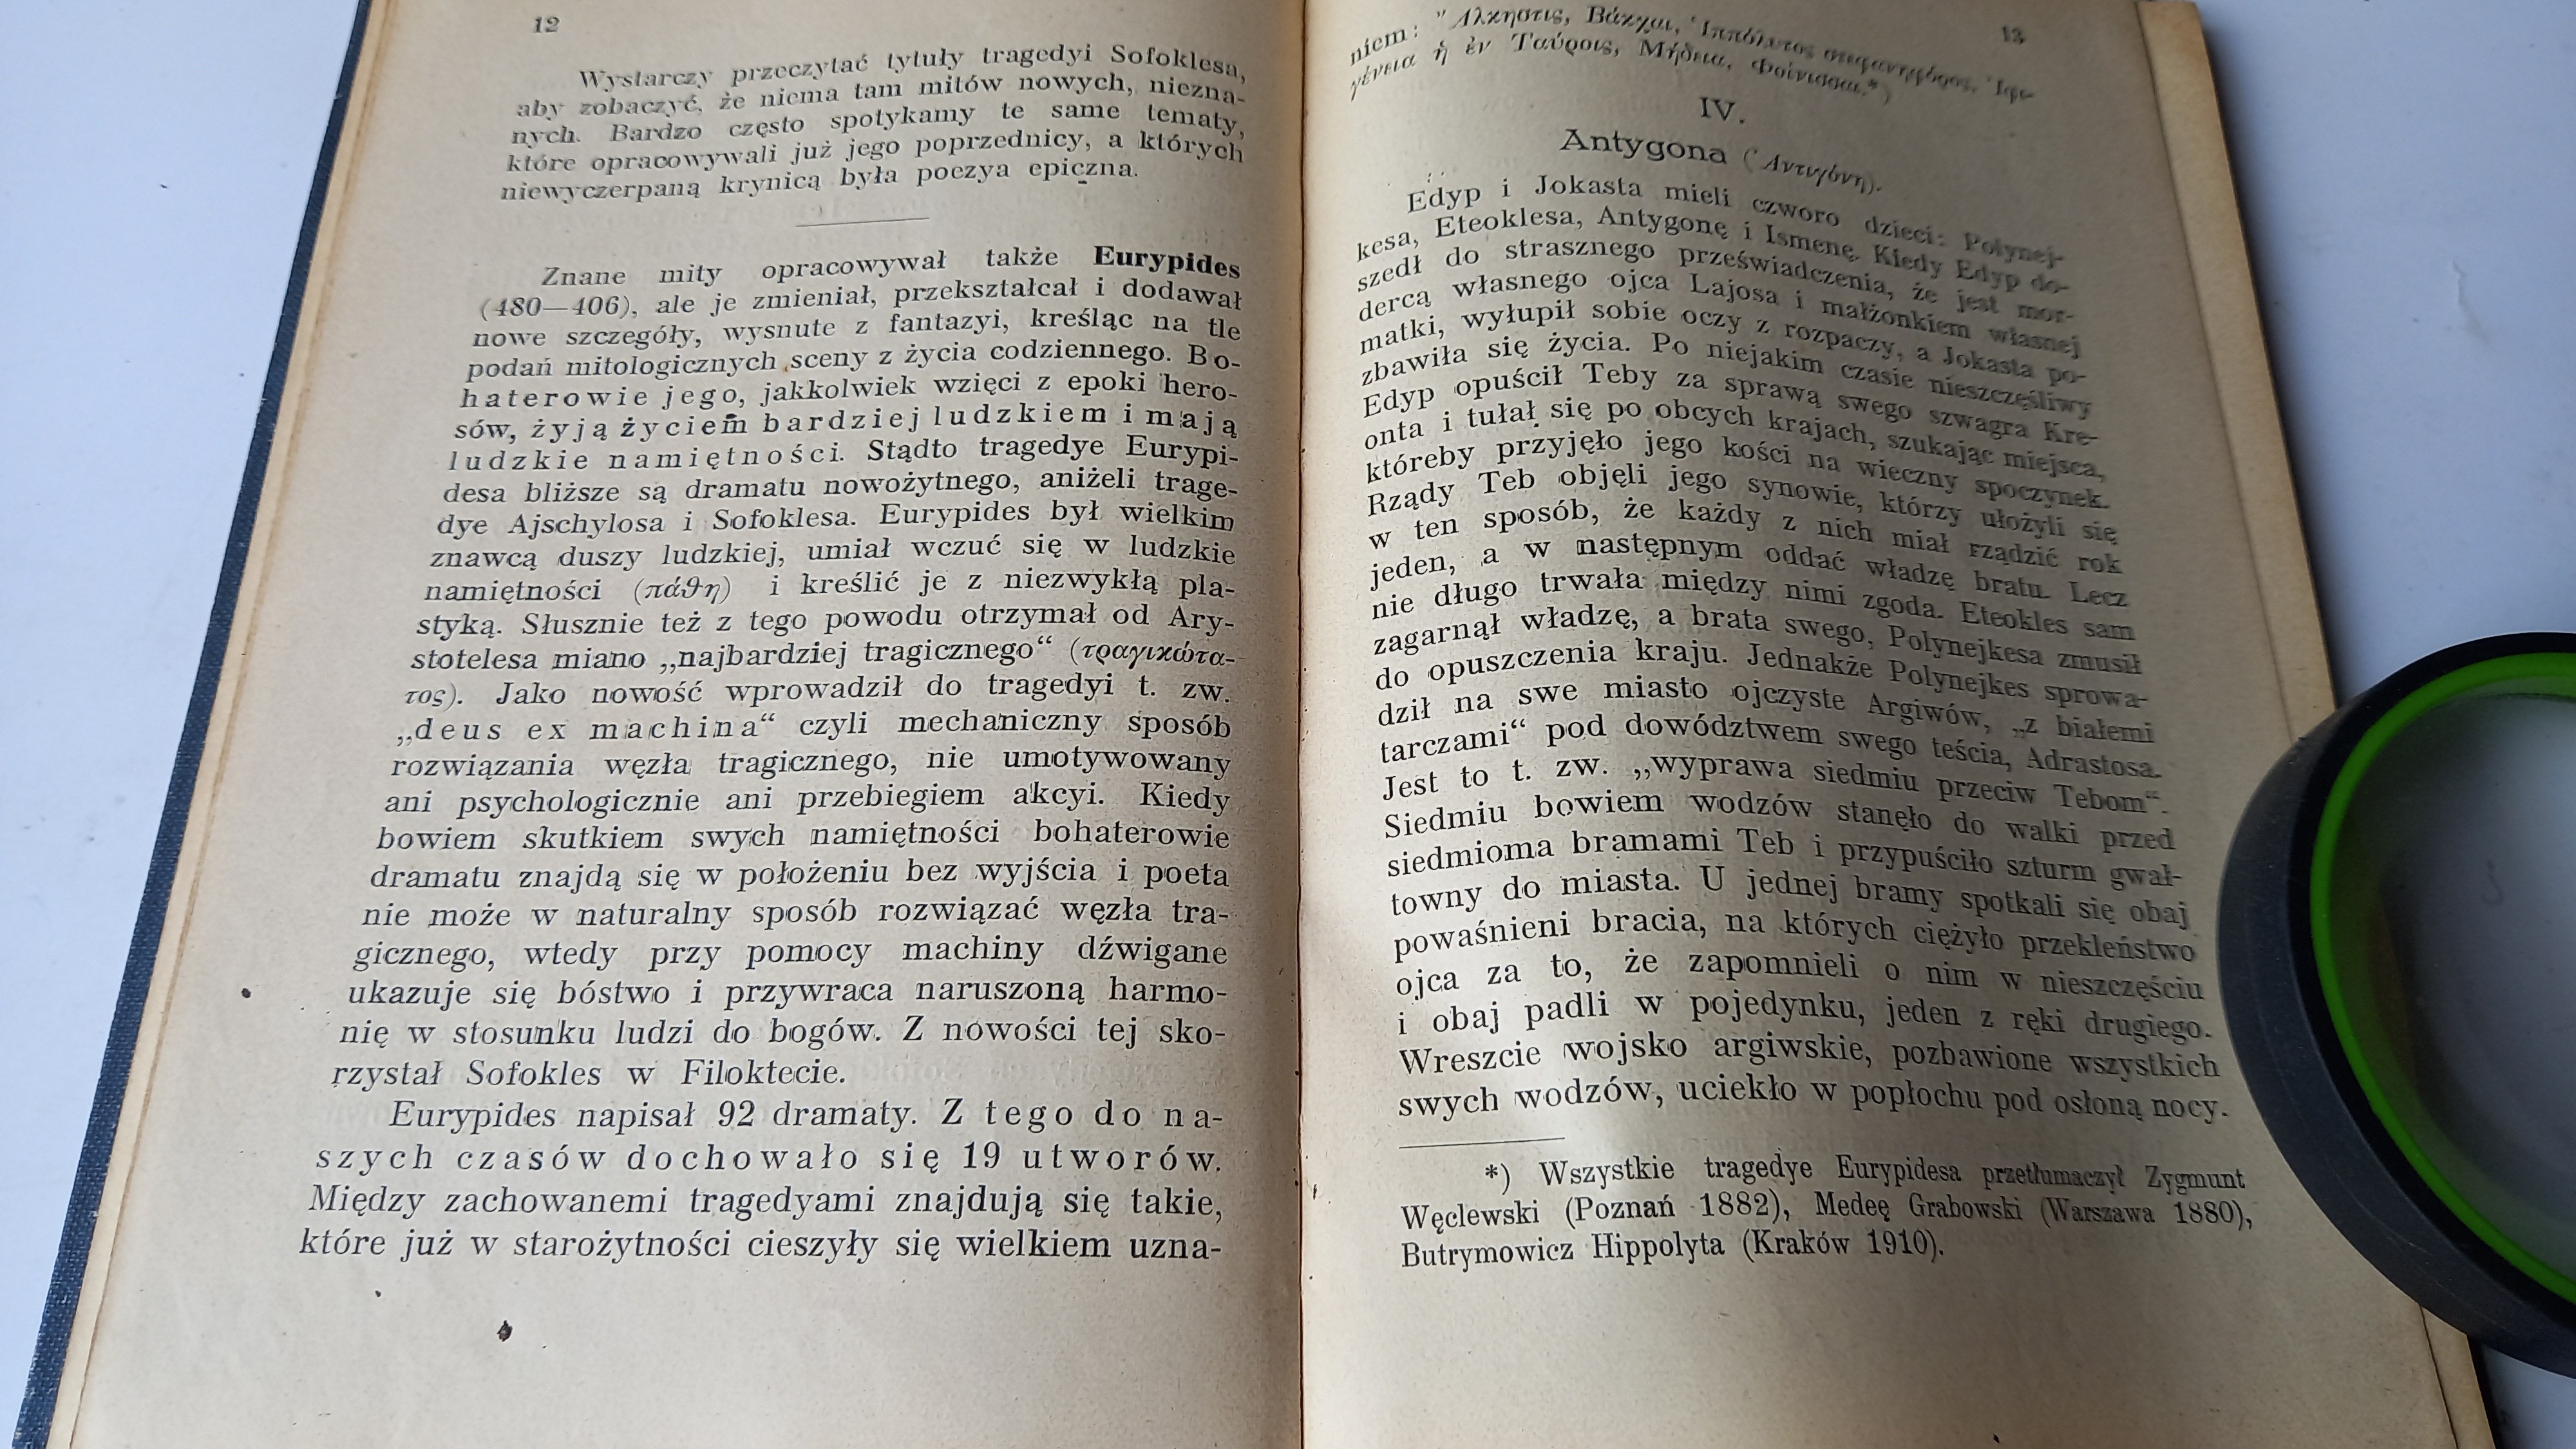 12
Wystarczy przeczytać tytuły tragedyi Sofoklesa,
aby zobaczyć, że niema tam mitów nowych, niezna-
nych. Bardzo często spotykamy te same tematy,
które opracowywali już jego poprzednicy, a których
niewyczerpaną krynicą była poezya epiczna.
Znane mity opracowywał także Eurypides
(480—406), ale je zmieniał, przekształcał i dodawał
nowe szczegóły, wysnute z fantazyi, kreśląc na tle
podań mitologicznych sceny z życia codziennego. Bo-
haterowie jego, jakkolwiek wzięci z epoki hero-
sów, żyją życiem bardziej ludzkiem i mają
ludzkie namiętności. Stądto tragedye Eurypi-
desa bliższe są dramatu nowożytnego, aniżeli trage-
dye Ajschylosa i Sofoklesa. Eurypides był wielkim
znawcą duszy ludzkiej, umiał wczuć się w ludzkie
namiętności (πάϑη) i kreślić je z niezwykłą pla-
styką. Słusznie też z tego powodu otrzymał od Ary-
stotelesa miano „najbardziej tragicznego“ (τραγικώτα-
τος). Jako nowość wprowadził do tragedyi t. zw.
„deus ex machina“ czyli mechaniczny sposób
rozwiązania węzła tragicznego, nie umotywowany
ani psychologicznie ani przebiegiem akcyi. Kiedy
bowiem skutkiem swych namiętności bohaterowie
dramatu znajdą się w położeniu bez wyjścia i poeta
nie może w naturalny sposób rozwiązać węzła tra-
gicznego, wtedy przy pomocy machiny dźwigane
ukazuje się bóstwo i przywraca naruszoną harmo-
nię w stosunku ludzi do bogów. Z nowości tej sko-
rzystał Sofokles w Filoktecie.
Eurypides napisał 92 dramaty. Z tego do na-
szych czasów dochowało się 19 utworów.
Między zachowanemi tragedyami znajdują się takie,
które już w starożytności cieszyły się wielkiem uzna-
13
niem: Ἄλκηστις, Βάκχαι, Ἱππόλυτος στεφανηφόρος, Ἰφι-
γένεια ἡ ἐν Ταύροις, Μήδεια, Φοίνισσαι.*)
IV.
Antygona (Ἀντιγόνη).
Edyp i Jokasta mieli czworo dzieci: Polynej-
kesa, Eteoklesa, Antygonę i Ismenę. Kiedy Edyp do-
szedł do strasznego przeświadczenia, że jest mor-
dercą własnego ojca Lajosa i małżonkiem własnej
matki, wyłupił sobie oczy z rozpaczy, a Jokasta po-
zbawiła się życia. Po niejakim czasie nieszczęśliwy
Edyp opuścił Teby za sprawą swego szwagra Kre-
onta i tułał się po obcych krajach, szukając miejsca,
któreby przyjęło jego kości na wieczny spoczynek.
Rządy Teb objęli jego synowie, którzy ułożyli się
w ten sposób, że każdy z nich miał rządzić rok
jeden, a w następnym oddać władzę bratu. Lecz
nie długo trwała między nimi zgoda. Eteokles sam
zagarnął władzę, a brata swego, Polynejkesa zmusił
do opuszczenia kraju. Jednakże Polynejkes sprowa-
dził na swe miasto ojczyste Argiwów, „z białemi
tarczami“ pod dowództwem swego teścia, Adrastosa.
Jest to t. zw. „wyprawa siedmiu przeciw Tebom“.
Siedmiu bowiem wodzów stanęło do walki przed
siedmioma bramami Teb i przypuściło szturm gwał-
towny do miasta. U jednej bramy spotkali się obaj
powaśnieni bracia, na których ciężyło przekleństwo
ojca za to, że zapomnieli o nim w nieszczęściu
i obaj padli w pojedynku, jeden z ręki drugiego.
Wreszcie wojsko argiwskie, pozbawione wszystkich
swych wodzów, uciekło w popłochu pod osłoną nocy.
*) Wszystkie tragedye Eurypidesa przetłumaczył Zygmunt
Węclewski (Poznań 1882), Medeę Grabowski (Warszawa 1880),
Butrymowicz Hippolyta (Kraków 1910).